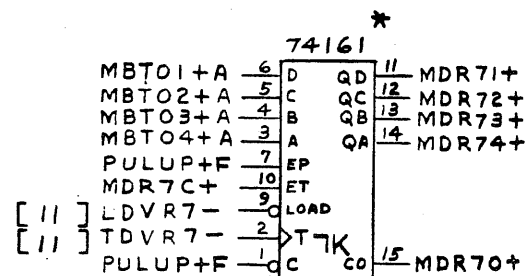 *
74161
MBT01+A 6 D QD 11 MDR71+
MBT02+A 5 C QC 12 MDR72+
MBT03+A 4 B QB 13 MDR73+
MBT04+A 3 A QA 14 MDR74+
PULUP+F 7 EP
MDR7C+ 10 ET
[11] LDVR7- 9 LOAD
[11] TDVR7- 2 T 7K
PULUP+F 1 C CO 15 MDR70+